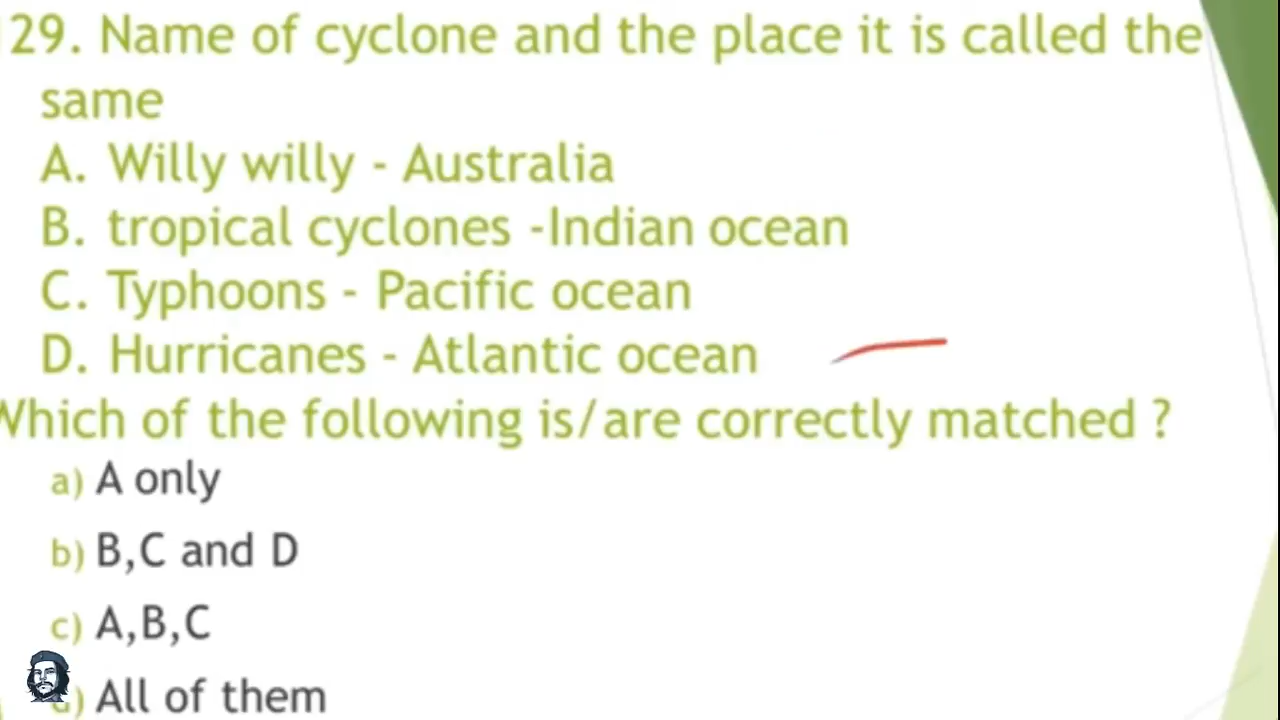 29. Name of cyclone and the place it is called the
same
A. Willy willy - Australia
B. tropical cyclones -Indian ocean
C. Typhoons - Pacific ocean
D. Hurricanes - Atlantic ocean
Which of the following is/are correctly matched ?
a) A only
b) B,C and D
c) A,B,C
d) All of them